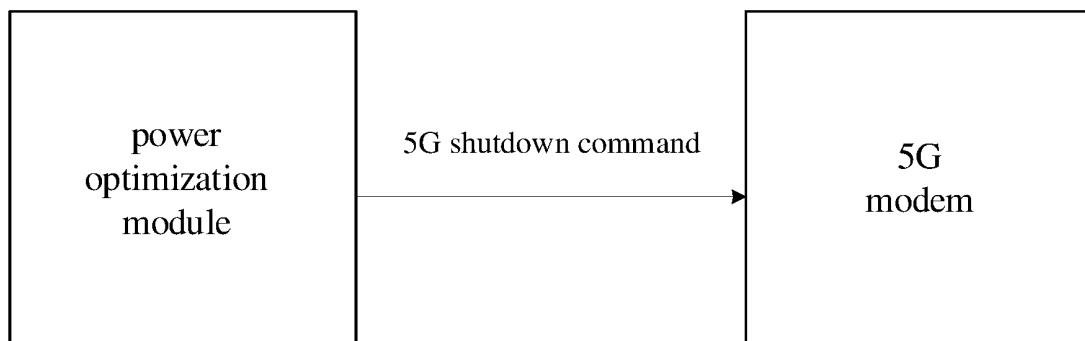 power
optimization
module
5G shutdown command
5G
modem